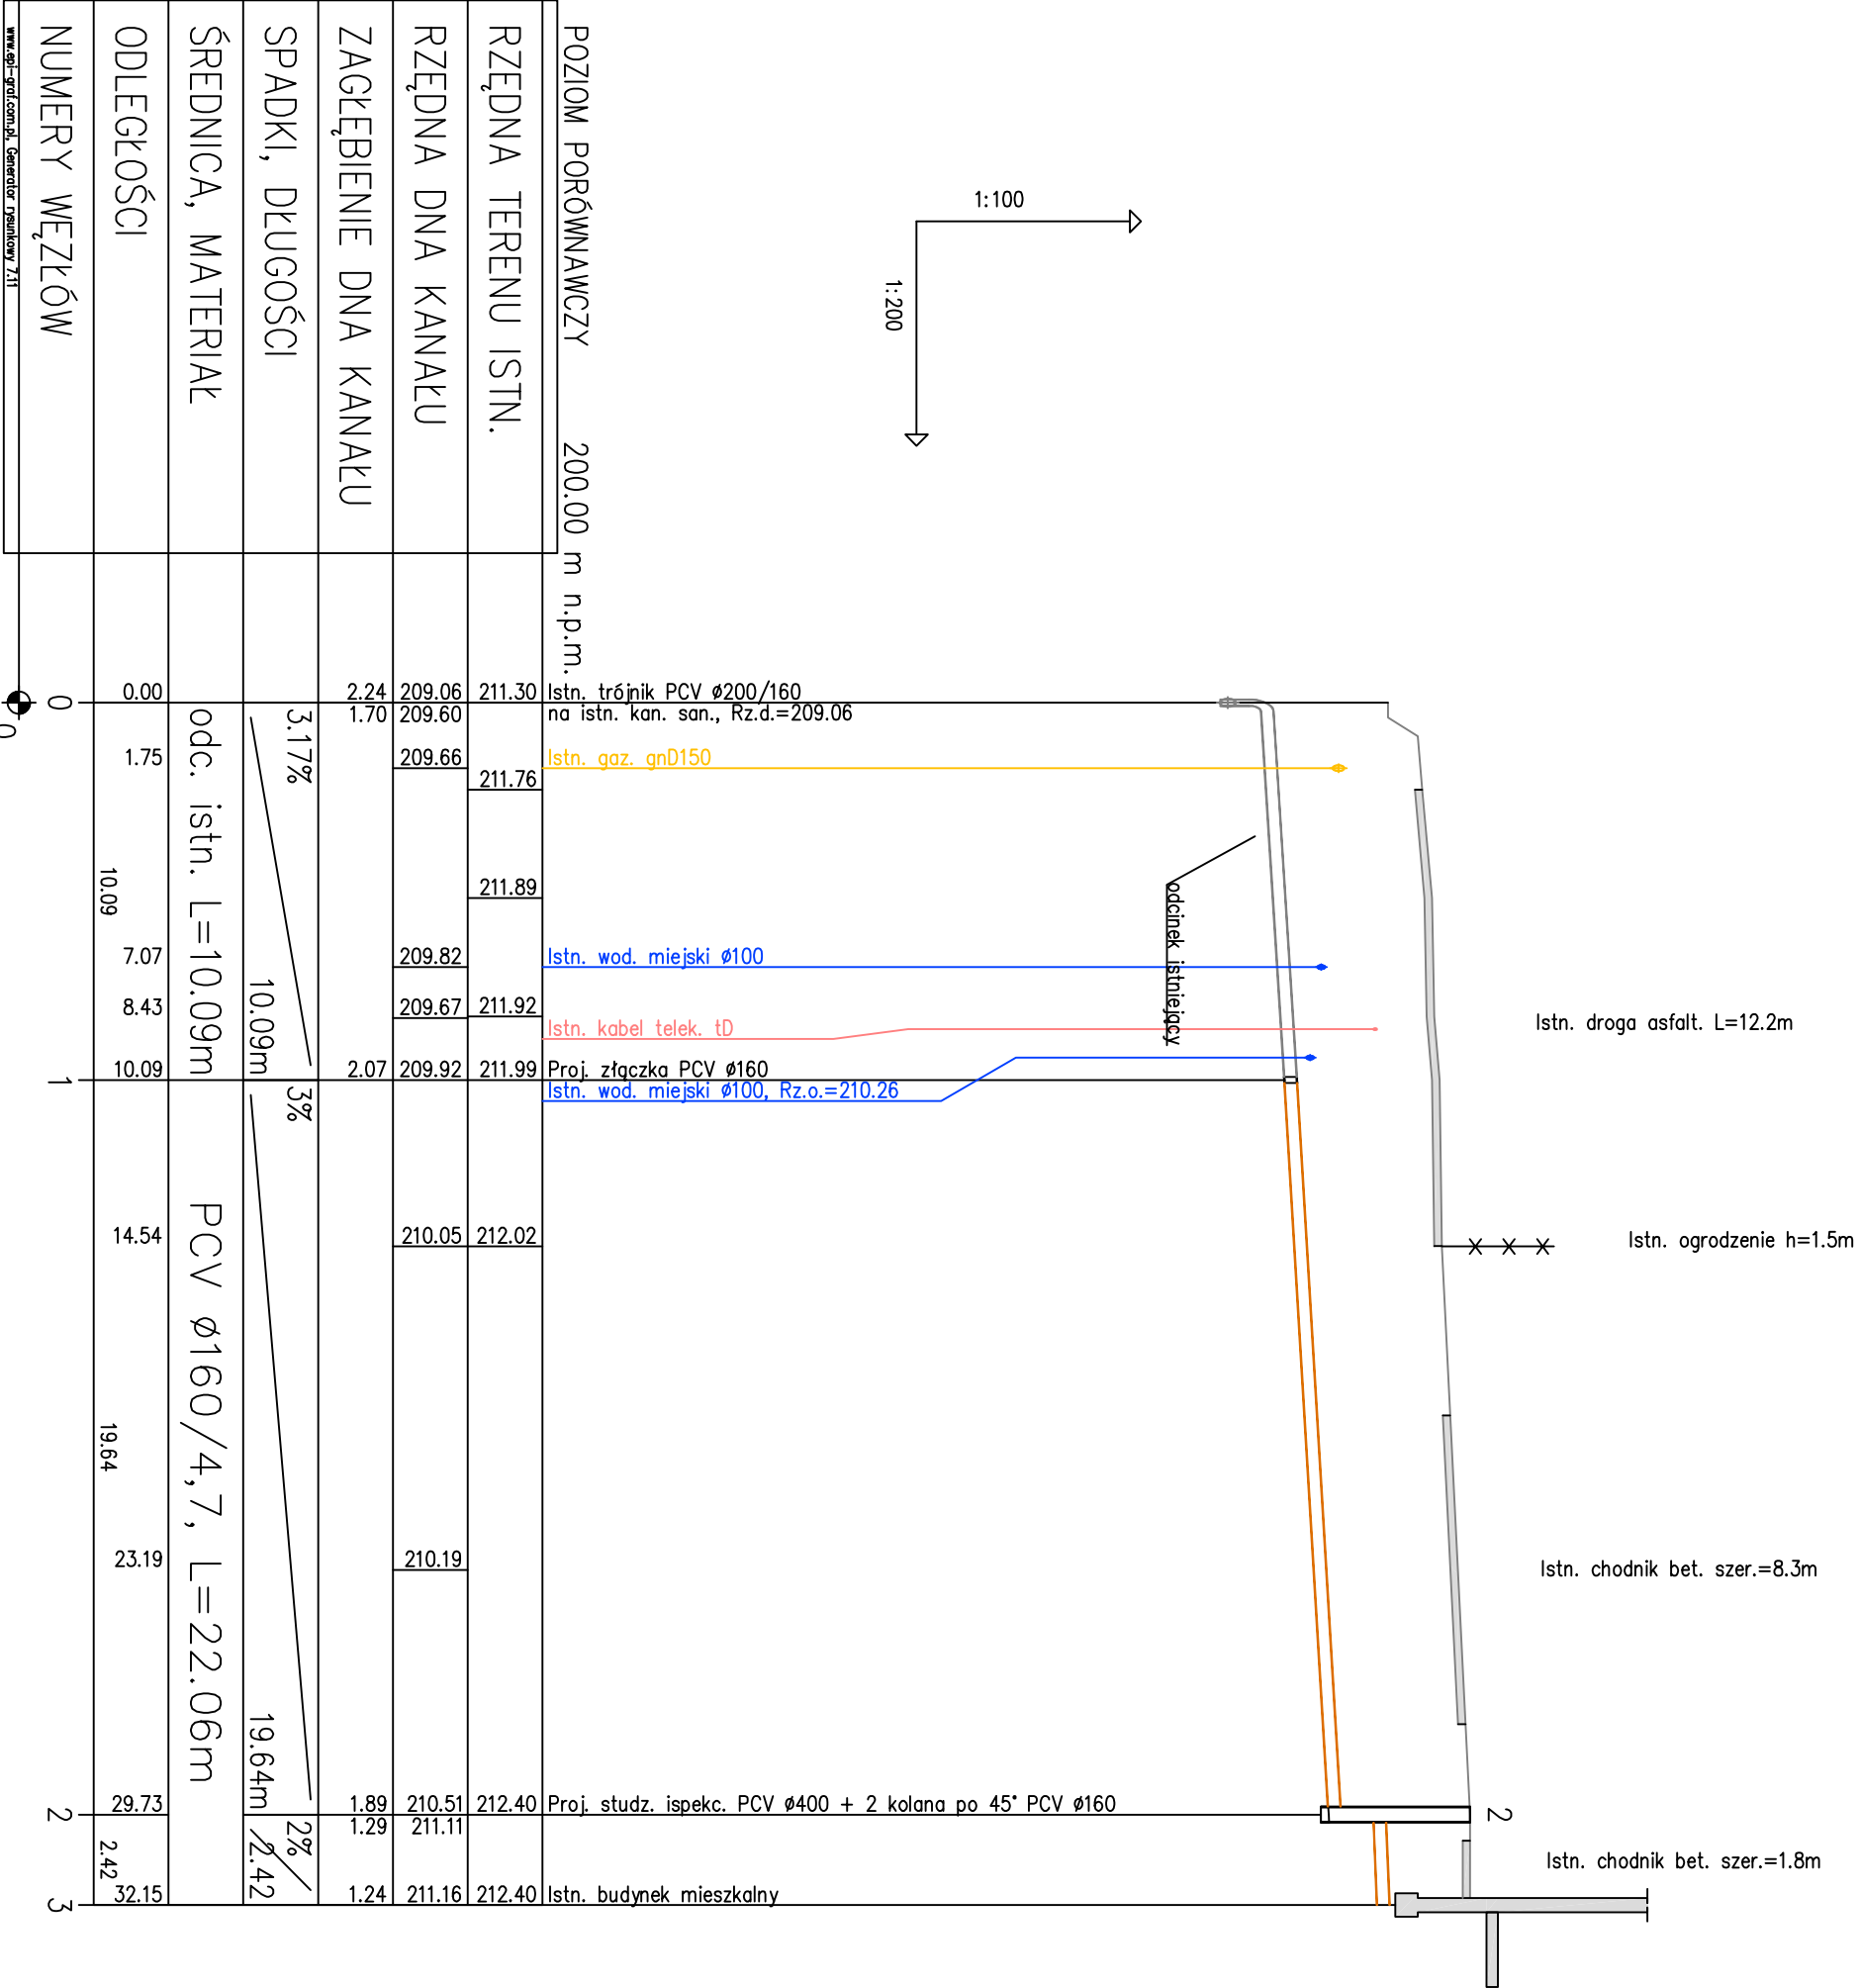 POZIOM PORÓWNAWCZY 200.00 m n.p.m.
RZĘDNA TERENU ISTN.
RZĘDNA DNA KANAŁU
ZAGŁĘBIENIE DNA KANAŁU
SPADKI, DŁUGOŚCI
ŚREDNICA, MATERIAŁ
ODLEGŁOŚCI
NUMERY WĘZŁÓW
www.epi-graf.com.pl, Generator rysunkowy 7.11
1:100
1:200
0
0
0.00
2.24
209.06
211.30
Istn. trójnik PCV ø200/160
1.70
209.60
na istn. kan. san., Rz.d.=209.06
1.75
209.66
Istn. gaz. gnD150
211.76
3.17%
10.09m
odc. istn. L=10.09m
10.09
211.89
odcinek istniejący
7.07
209.82
Istn. wod. miejski ø100
8.43
209.67
211.92
Istn. kabel telek. tD
Istn. droga asfalt. L=12.2m
1
10.09
2.07
209.92
211.99
Proj. złączka PCV ø160
Istn. wod. miejski ø100, Rz.o.=210.26
3%
19.64m
PCV ø160/4,7, L=22.06m
14.54
210.05
212.02
Istn. ogrodzenie h=1.5m
19.64
23.19
210.19
Istn. chodnik bet. szer.=8.3m
2
29.73
1.89
210.51
212.40
Proj. studz. ispekc. PCV ø400 + 2 kolana po 45° PCV ø160
2
1.29
211.11
2%
2.42
2.42
Istn. chodnik bet. szer.=1.8m
3
32.15
1.24
211.16
212.40
Istn. budynek mieszkalny